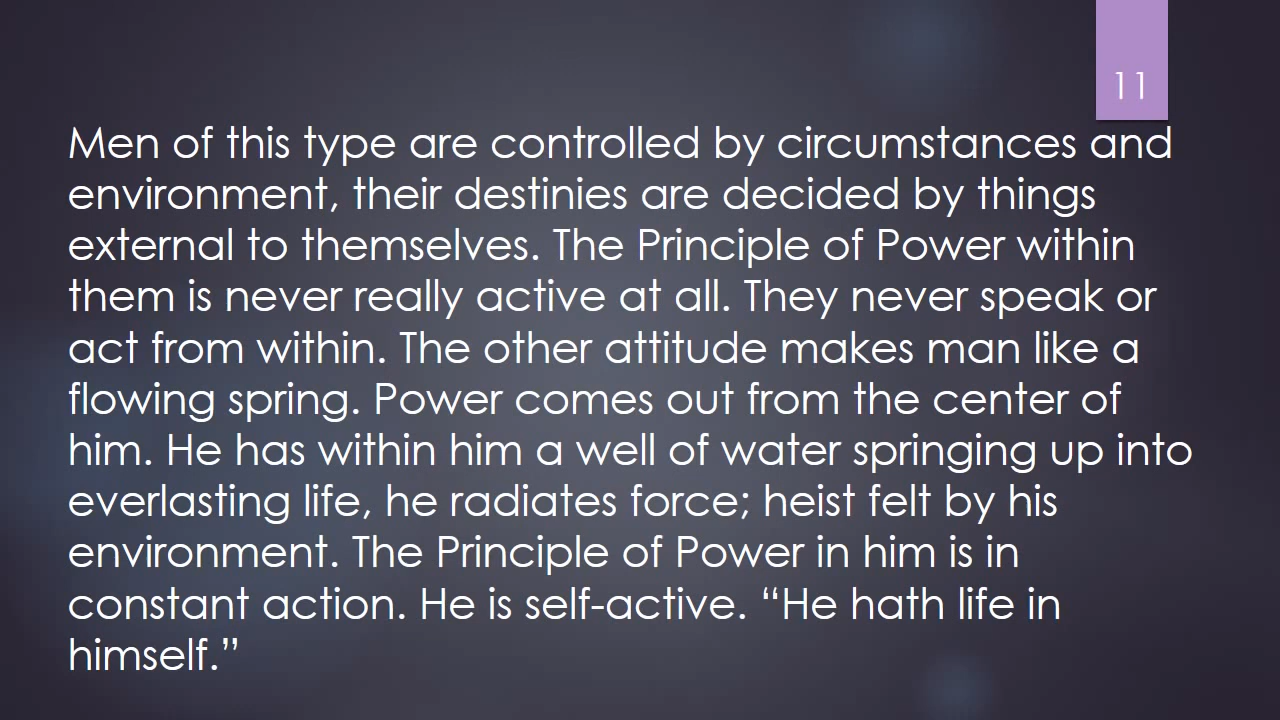 11
Men of this type are controlled by circumstances and
environment, their destinies are decided by things
external to themselves. The Principle of Power within
them is never really active at all. They never speak or
act from within. The other attitude makes man like a
flowing spring. Power comes out from the center of
him. He has within him a well of water springing up into
everlasting life, he radiates force; heist felt by his
environment. The Principle of Power in him is in
constant action. He is self-active. “He hath life in
himself.”